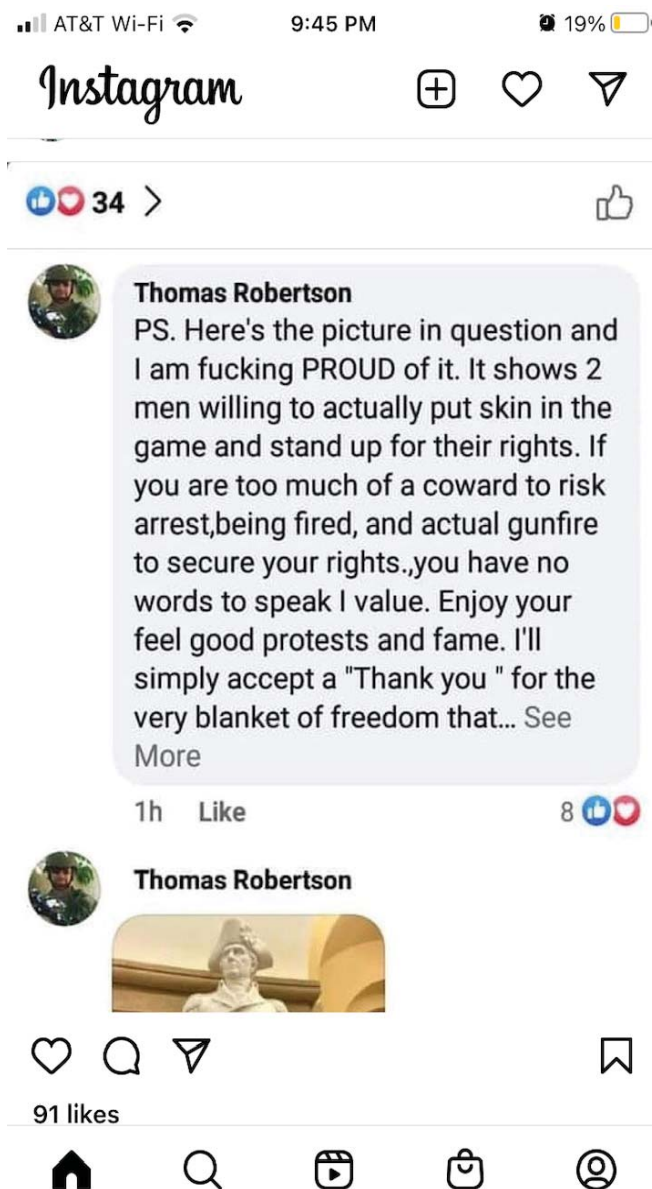 AT&T Wi-Fi 9:45 PM 19%
Instagram
34
Thomas Robertson
PS. Here's the picture in question and
I am fucking PROUD of it. It shows 2
men willing to actually put skin in the
game and stand up for their rights. If
you are too much of a coward to risk
arrest,being fired, and actual gunfire
to secure your rights.,you have no
words to speak I value. Enjoy your
feel good protests and fame. I'll
simply accept a "Thank you " for the
very blanket of freedom that... See
More
1h Like 8
Thomas Robertson
91 likes